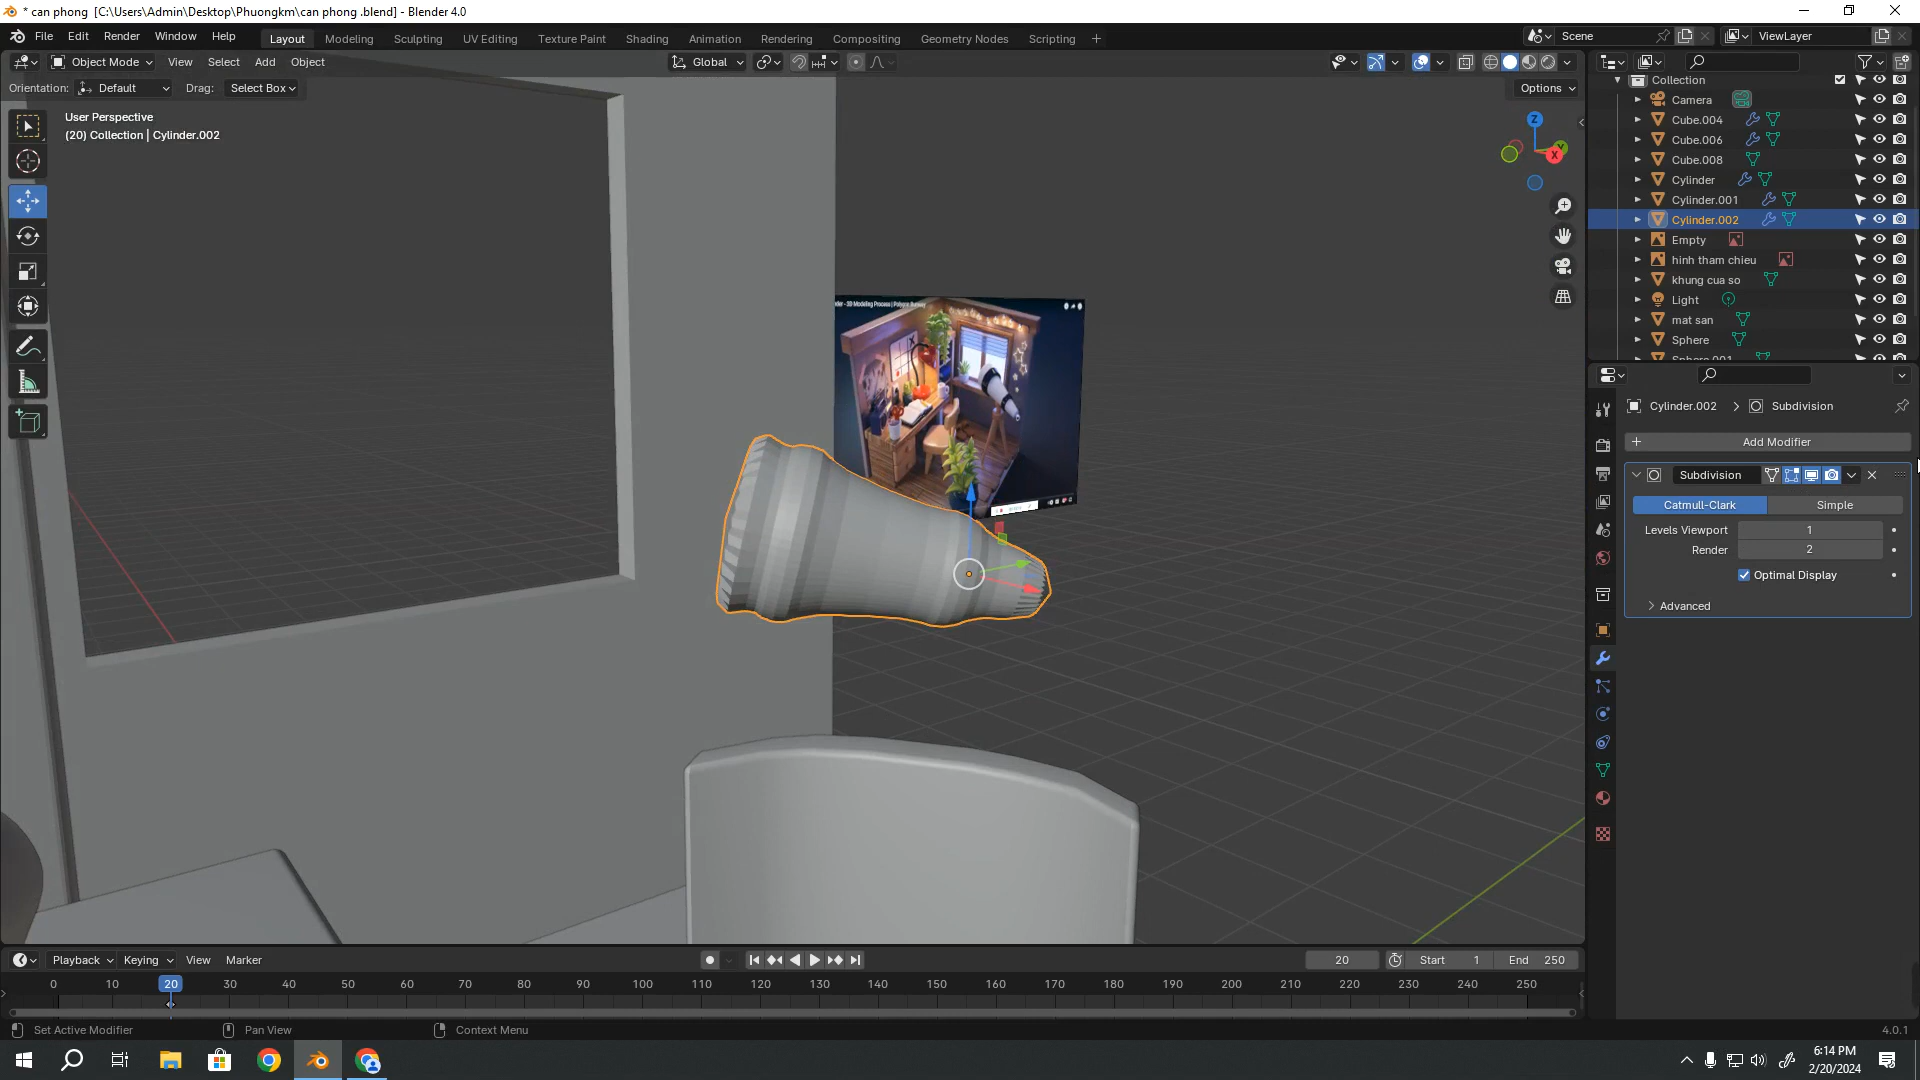 * can phong  [C:\Users\Admin\Desktop\Phuongkm\can phong .blend] - Blender 4.0
File Edit Render Window Help
Layout Modeling Sculpting UV Editing Texture Paint Shading Animation Rendering Compositing Geometry Nodes Scripting +
Scene ViewLayer
Object Mode View Select Add Object Global
Orientation: Default Drag: Select Box Options
User Perspective
(20) Collection | Cylinder.002
Z
X
Collection
Camera
Cube.004
Cube.006
Cube.008
Cylinder
Cylinder.001
Cylinder.002
Empty
hinh tham chieu
khung cua so
Light
mat san
Sphere
Sphere.001
- 3D Modeling Process | Polygon Runway
Cylinder.002 > Subdivision
+ Add Modifier
Subdivision
Catmull-Clark Simple
Levels Viewport 1
Render 2
Optimal Display
Advanced
Playback Keying View Marker
20 Start 1 End 250
0 10 20 30 40 50 60 70 80 90 100 110 120 130 140 150 160 170 180 190 200 210 220 230 240 250
Set Active Modifier Pan View Context Menu 4.0.1
6:14 PM
2/20/2024